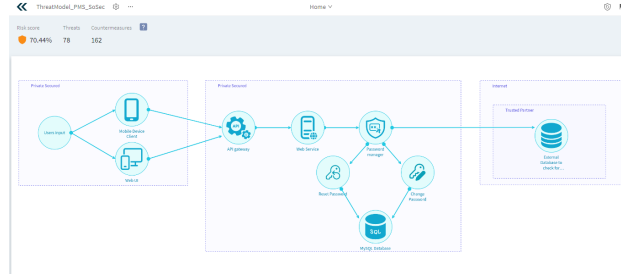 ThreatModel_PMS_SoSec
Home
Risk score Threats Countermeasures ?
70.44% 78 162
Private Secured
Private Secured
Internet
Trusted Partner
Users Input
Mobile Device
Client
Web UI
API
API gateway
Web Service
Password
manager
External
Database to
check for...
Reset Password
Change
Password
SQL
MySQL Database